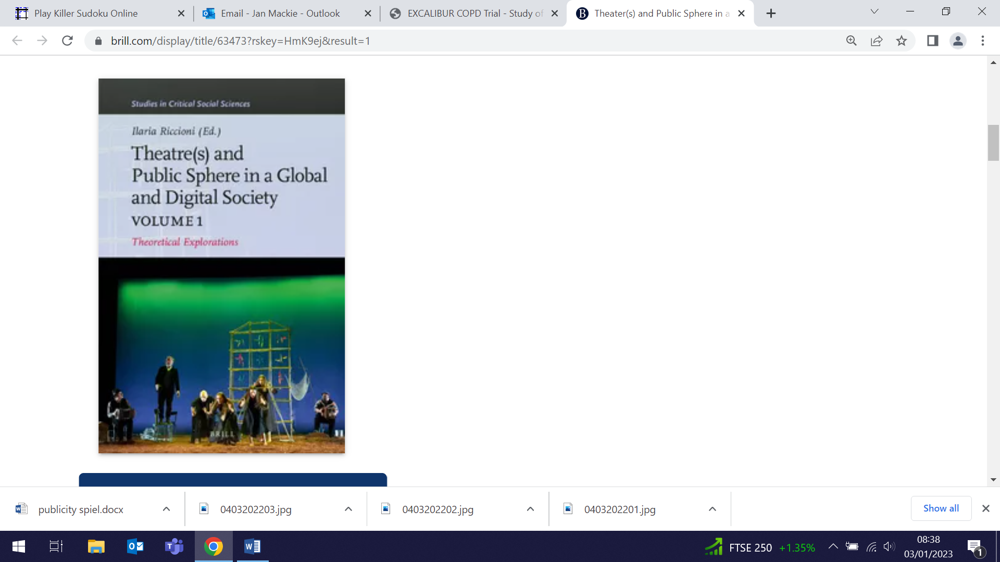 Play Killer Sudoku Online
Email - Jan Mackie - Outlook
EXCALIBUR COPD Trial - Study of
Theater(s) and Public Sphere in a
brill.com/display/title/63473?rskey=HmK9ej&result=1
Studies in Critical Social Sciences
Ilaria Riccioni (Ed.)
Theatre(s) and
Public Sphere in a Global
and Digital Society
VOLUME 1
Theoretical Explorations
BRILL
publicity spiel.docx
0403202203.jpg
0403202202.jpg
0403202201.jpg
Show all
FTSE 250 +1.35%
08:38
03/01/2023
1